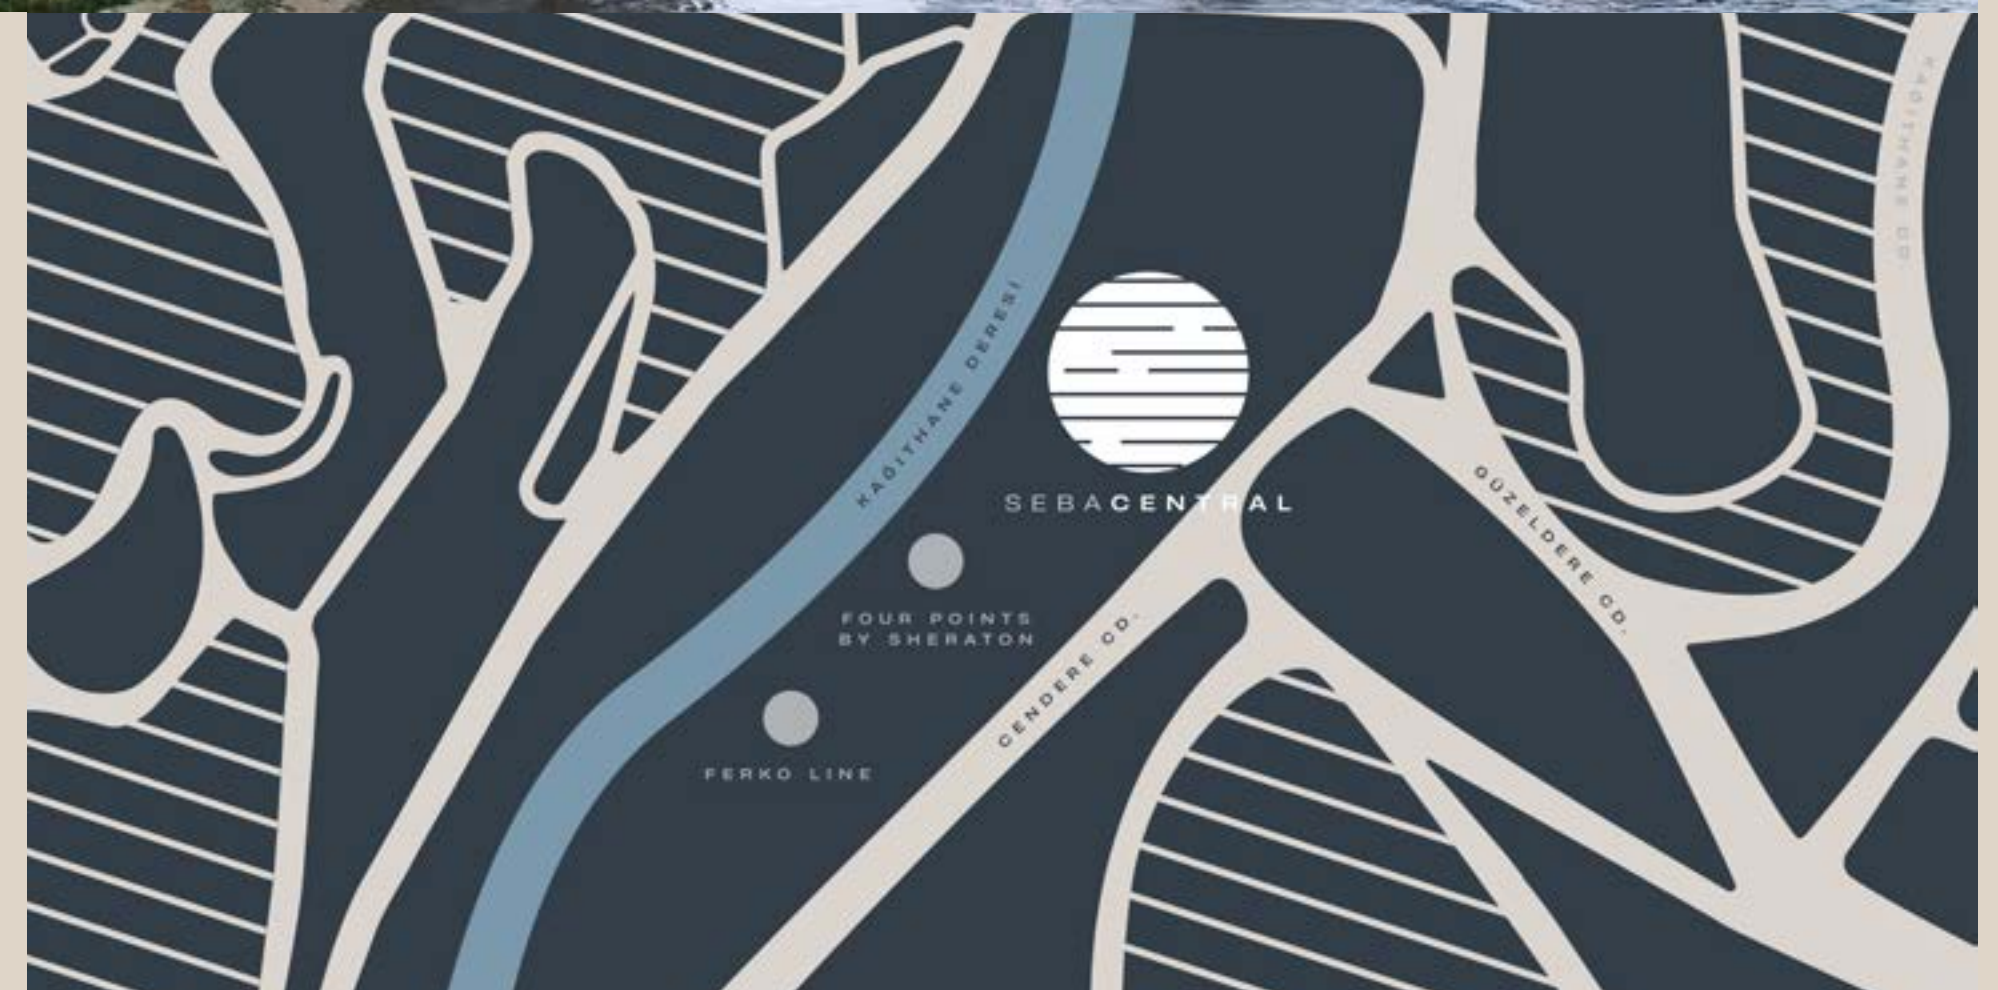 KAĞITHANE CD.
KAĞITHANE DERESİ
SEBACENTRAL
GÜZELDERE CD.
FOUR POINTS
BY SHERATON
CENDERE CD.
FERKO LINE